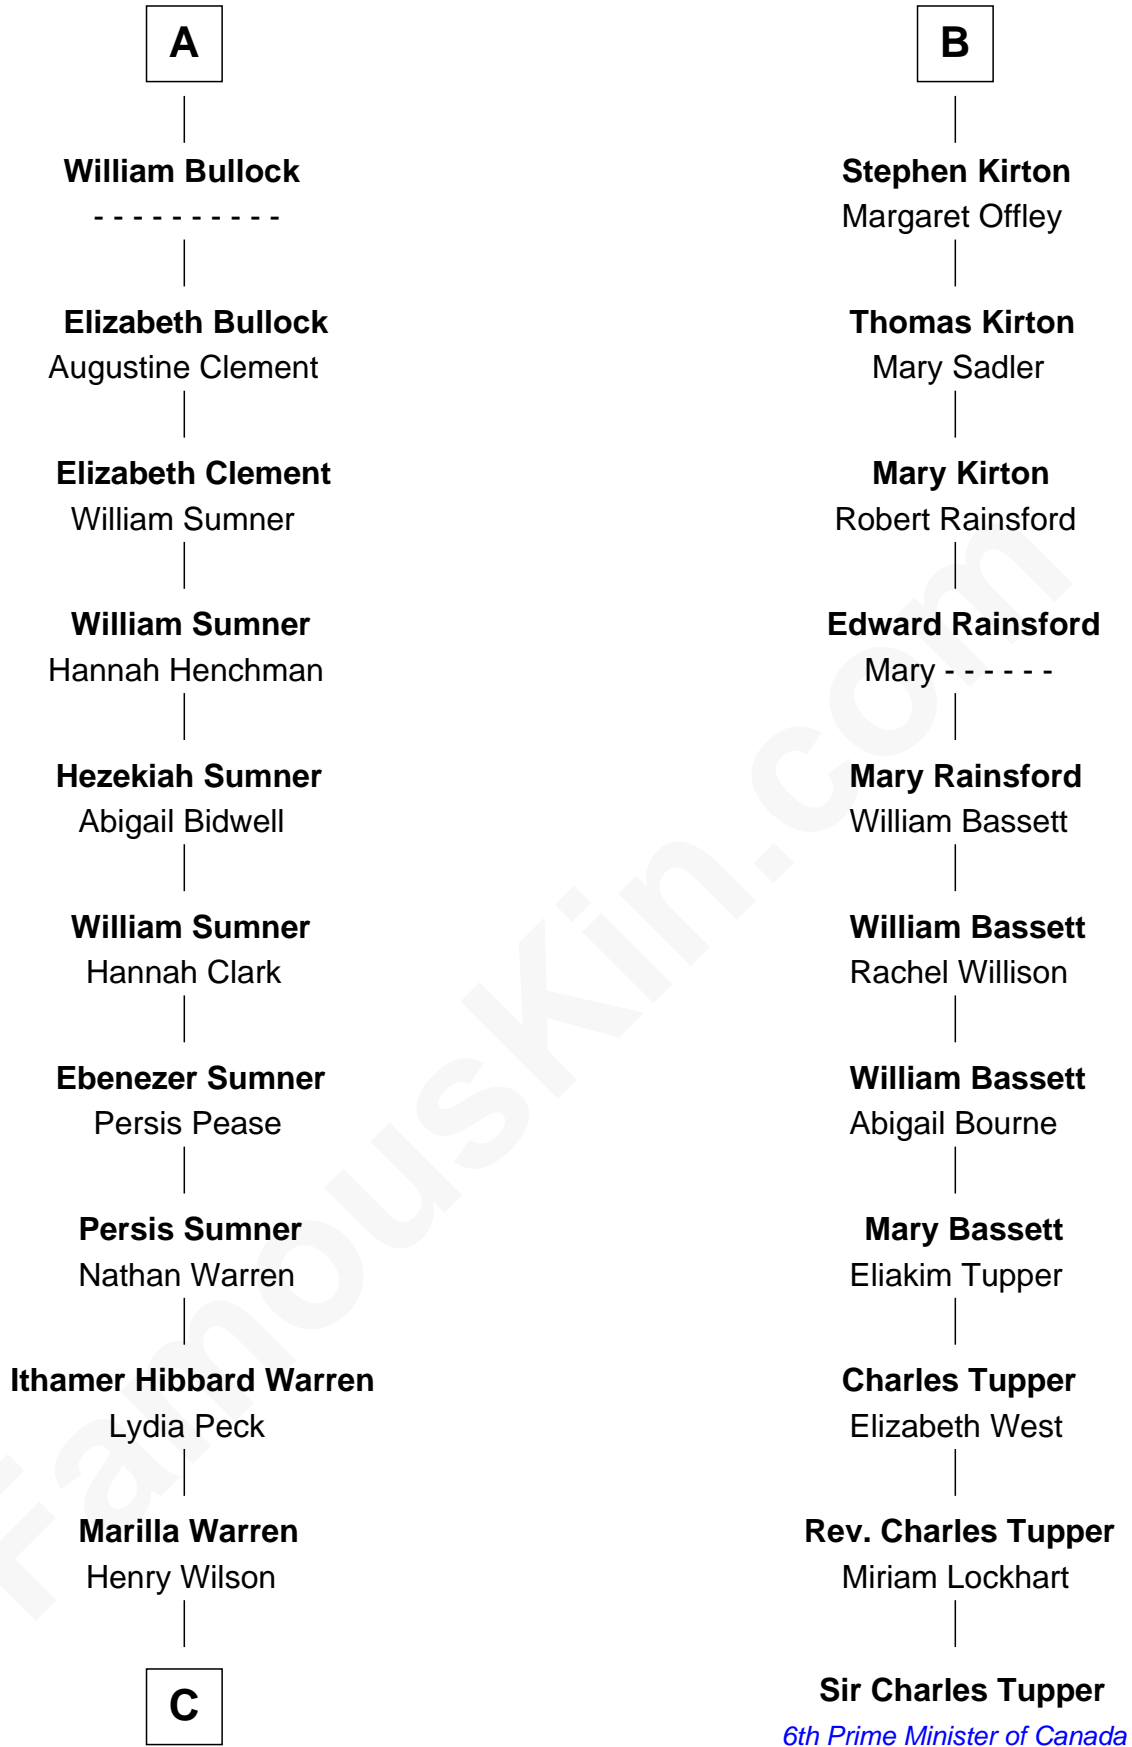 A
William Bullock
- - - - - - - - - -
Elizabeth Bullock
Augustine Clement
Elizabeth Clement
William Sumner
William Sumner
Hannah Henchman
Hezekiah Sumner
Abigail Bidwell
William Sumner
Hannah Clark
Ebenezer Sumner
Persis Pease
Persis Sumner
Nathan Warren
Ithamer Hibbard Warren
Lydia Peck
Marilla Warren
Henry Wilson
C
B
Stephen Kirton
Margaret Offley
Thomas Kirton
Mary Sadler
Mary Kirton
Robert Rainsford
Edward Rainsford
Mary - - - - - -
Mary Rainsford
William Bassett
William Bassett
Rachel Willison
William Bassett
Abigail Bourne
Mary Bassett
Eliakim Tupper
Charles Tupper
Elizabeth West
Rev. Charles Tupper
Miriam Lockhart
Sir Charles Tupper
6th Prime Minister of Canada
FamousKin.com